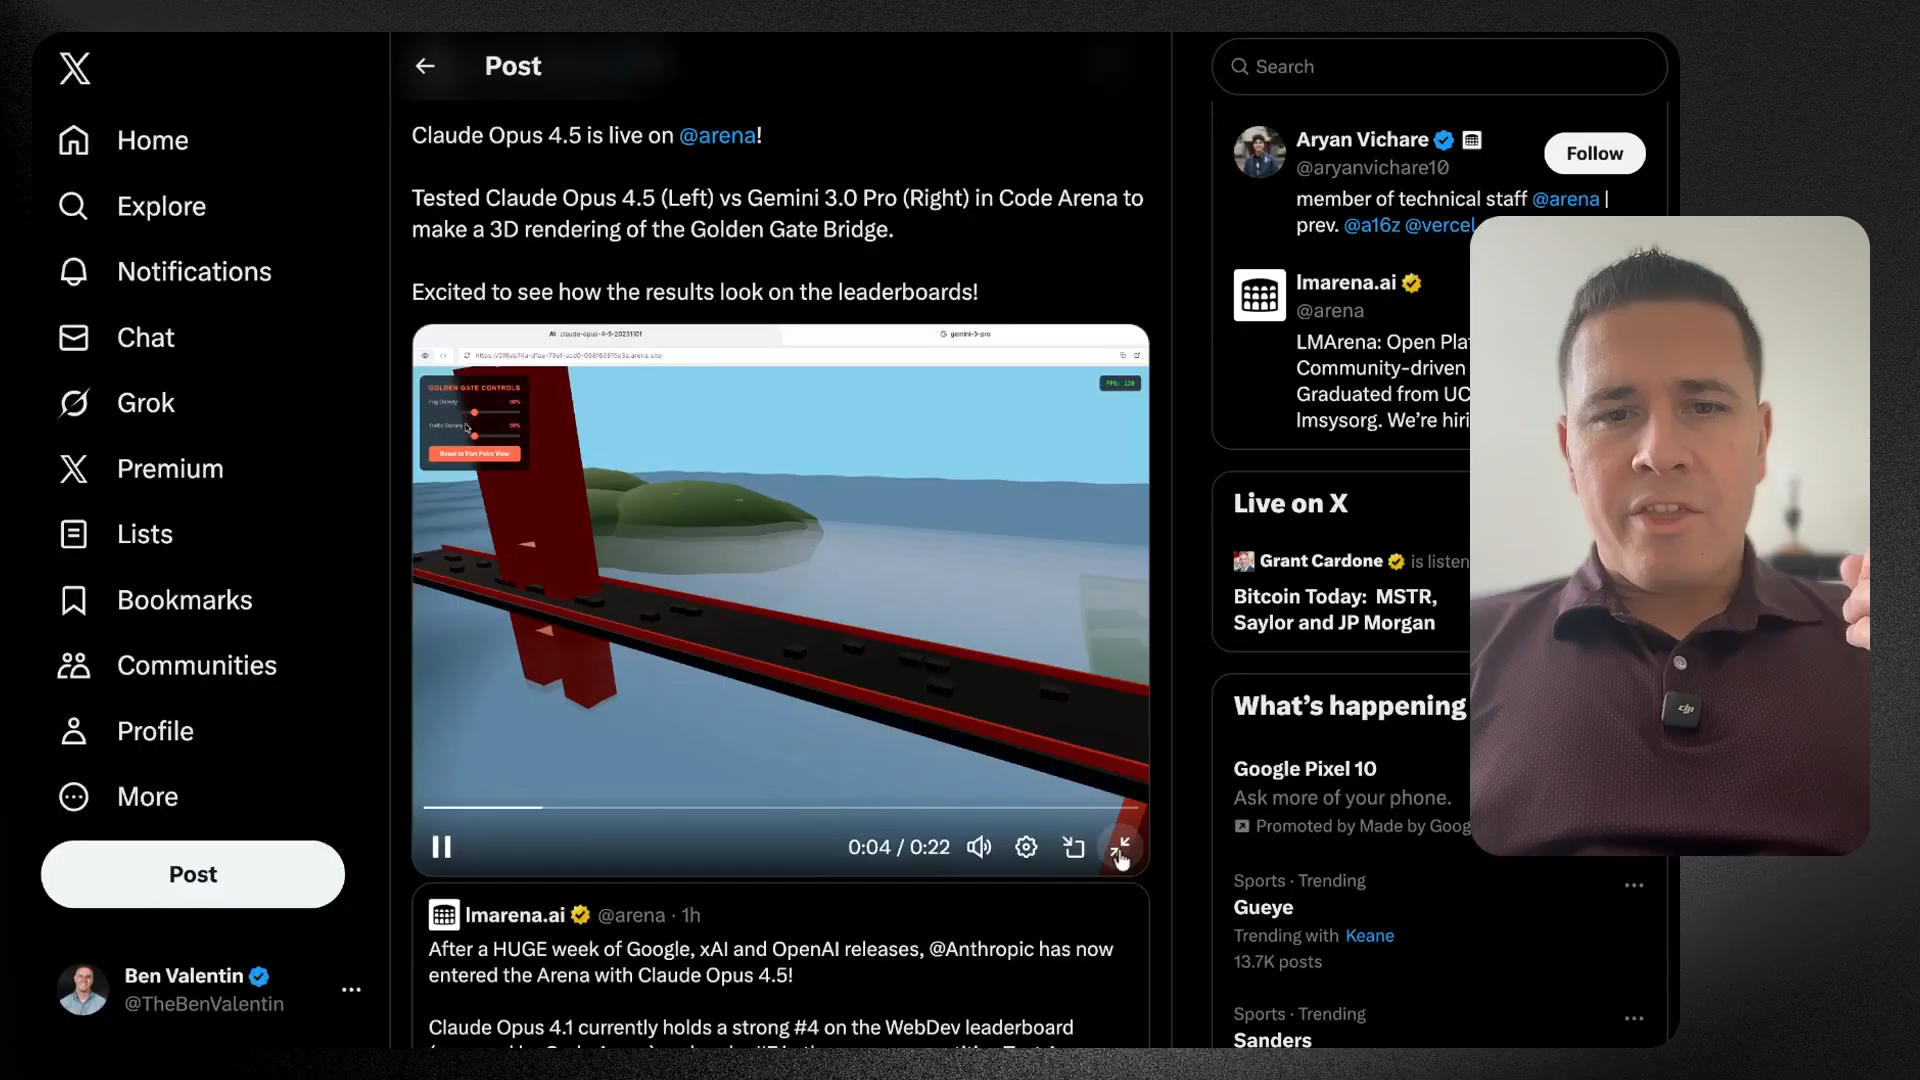 Home
Explore
Notifications
Chat
Grok
Premium
Lists
Bookmarks
Communities
Profile
More
Post
Ben Valentin
@TheBenValentin
Post
Claude Opus 4.5 is live on @arena!
Tested Claude Opus 4.5 (Left) vs Gemini 3.0 Pro (Right) in Code Arena to
make a 3D rendering of the Golden Gate Bridge.
Excited to see how the results look on the leaderboards!
claude-opus-4-5-20251101
gemini-3-pro
GOLDEN GATE CONTROLS
Fog Density 50%
Traffic Density 50%
Reset to Fort Point View
FPS: 120
0:04 / 0:22
lmarena.ai @arena · 1h
After a HUGE week of Google, xAI and OpenAI releases, @Anthropic has now
entered the Arena with Claude Opus 4.5!
Claude Opus 4.1 currently holds a strong #4 on the WebDev leaderboard
Search
Aryan Vichare
@aryanvichare10
Follow
member of technical staff @arena |
prev. @a16z @vercel
lmarena.ai
@arena
LMArena: Open Pla
Community-driven
Graduated from UC
lmsysorg. We're hiri
Live on X
Grant Cardone is listen
Bitcoin Today: MSTR,
Saylor and JP Morgan
What's happening
Google Pixel 10
Ask more of your phone.
Promoted by Made by Goog
Sports · Trending
Gueye
Trending with Keane
13.7K posts
Sports · Trending
Sanders
dji